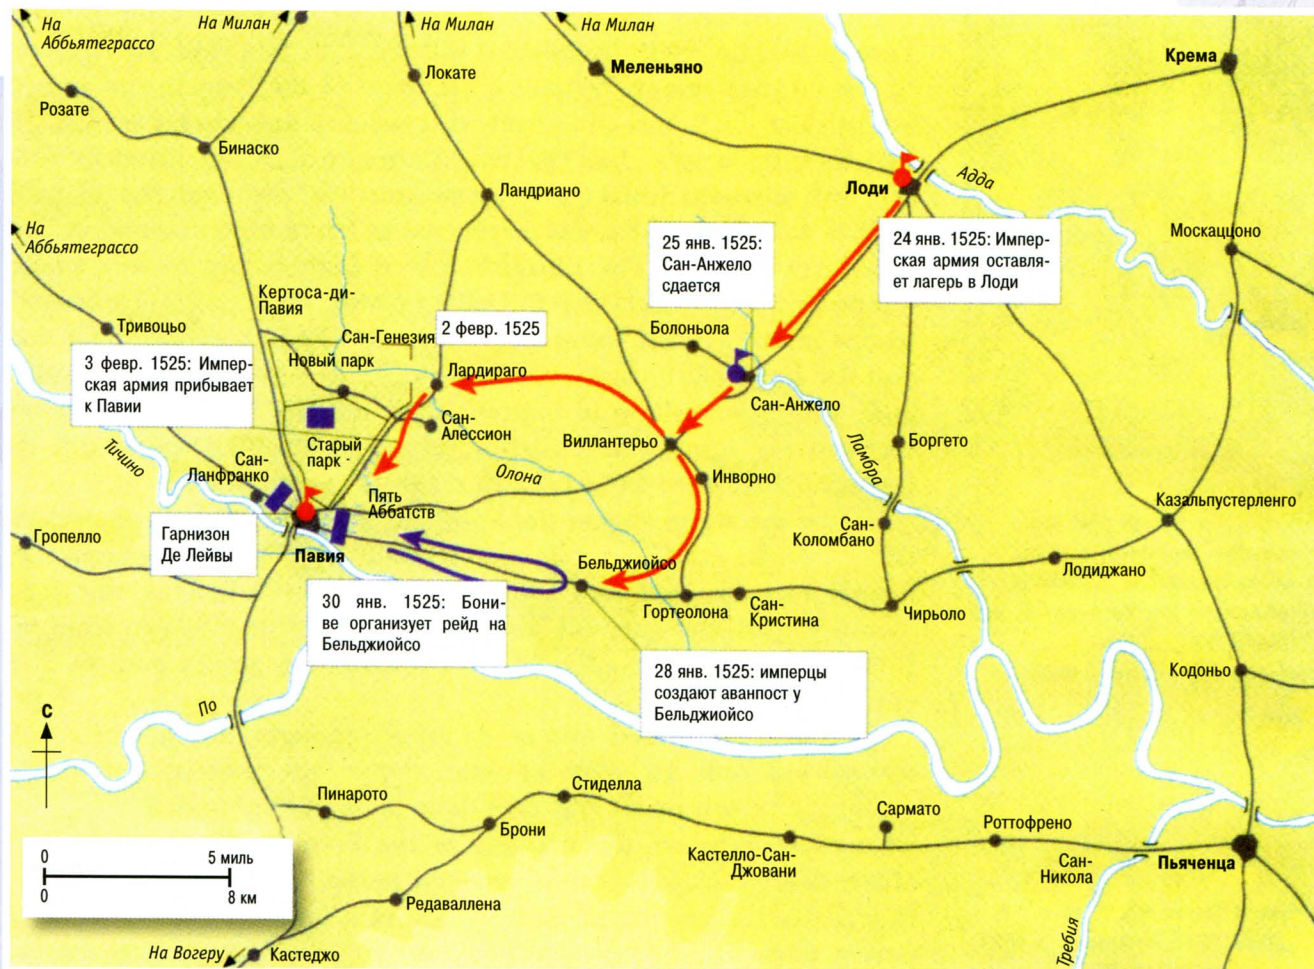 На
Аббьятеграссо
На Милан
На Милан
На Милан
Розате
Бинаско
Локате
Меленьяно
Крема
Ландриано
Лоди
Адда
Москаццоно
На
Аббьятеграссо
25 янв. 1525:
Сан-Анжело
сдается
24 янв. 1525: Импер-
ская армия оставля-
ет лагерь в Лоди
Кертоса-ди-
Павия
Тривоцьо
Сан-Генезия
2 февр. 1525
Болоньола
Новый парк
Лардираго
3 февр. 1525: Импер-
ская армия прибывает
к Павии
Сан-Анжело
Сан-
Алессион
Старый
парк
Виллантерьо
Боргето
Тичино
Сан-
Ланфранко
Олона
Инворно
Ламбра
Пять
Аббатств
Казальпустерленго
Гропелло
Гарнизон
Де Лейвы
Павия
Сан-
Коломбано
Бельджиойсо
Лодиджано
Гортеолона
Сан-
Кристина
Чирьоло
30 янв. 1525: Бони-
ве организует рейд на
Бельджиойсо
28 янв. 1525: имперцы
создают аванпост у
Бельджиойсо
Кодоньо
По
С
Пинарото
Стиделла
Брони
Сармато
Роттофрено
Кастелло-Сан-
Джовани
Сан-
Никола
Пьяченца
0 5 миль
0 8 км
Редаваллена
Требия
На Вогеру
Кастеджо